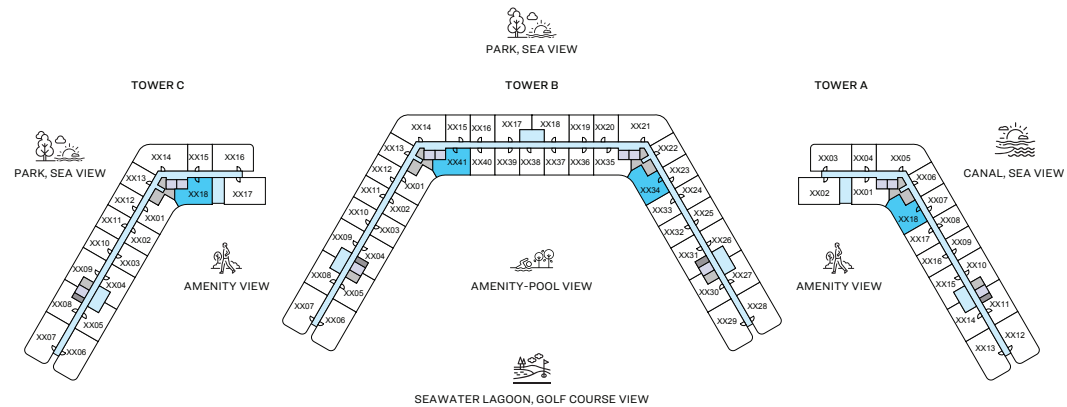 PARK, SEA VIEW
TOWER C
TOWER B
TOWER A
PARK, SEA VIEW
CANAL, SEA VIEW
XX14 XX15 XX16
XX13
XX12
XX11
XX10
XX09
XX08
XX07
XX18 XX17
XX01
XX02
XX03
XX04
XX05
XX06
AMENITY VIEW
XX14 XX15 XX16 XX17 XX18 XX19 XX20 XX21
XX13
XX12
XX11
XX10
XX09
XX08
XX07
XX41 XX40 XX39 XX38 XX37 XX36 XX35
XX01
XX02
XX03
XX04
XX05
XX06
XX22
XX23
XX24
XX25
XX26
XX27
XX28
XX34
XX33
XX32
XX31
XX30
XX29
AMENITY-POOL VIEW
XX03 XX04 XX05
XX02 XX01
XX06
XX07
XX08
XX09
XX10
XX11
XX12
XX18
XX17
XX16
XX15
XX14
XX13
AMENITY VIEW
SEAWATER LAGOON, GOLF COURSE VIEW